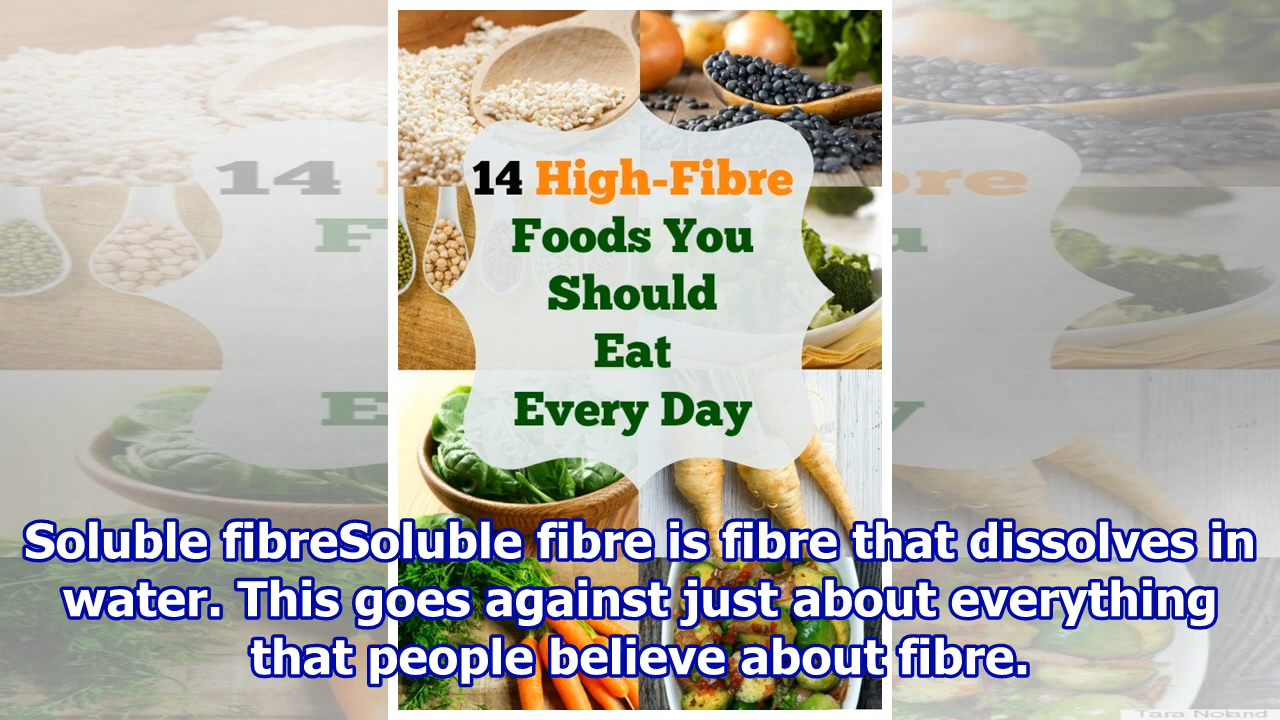 14 High-Fibre
Foods You
Should
Eat
Every Day
Soluble fibreSoluble fibre is fibre that dissolves in
water. This goes against just about everything
that people believe about fibre.
Tara Noland